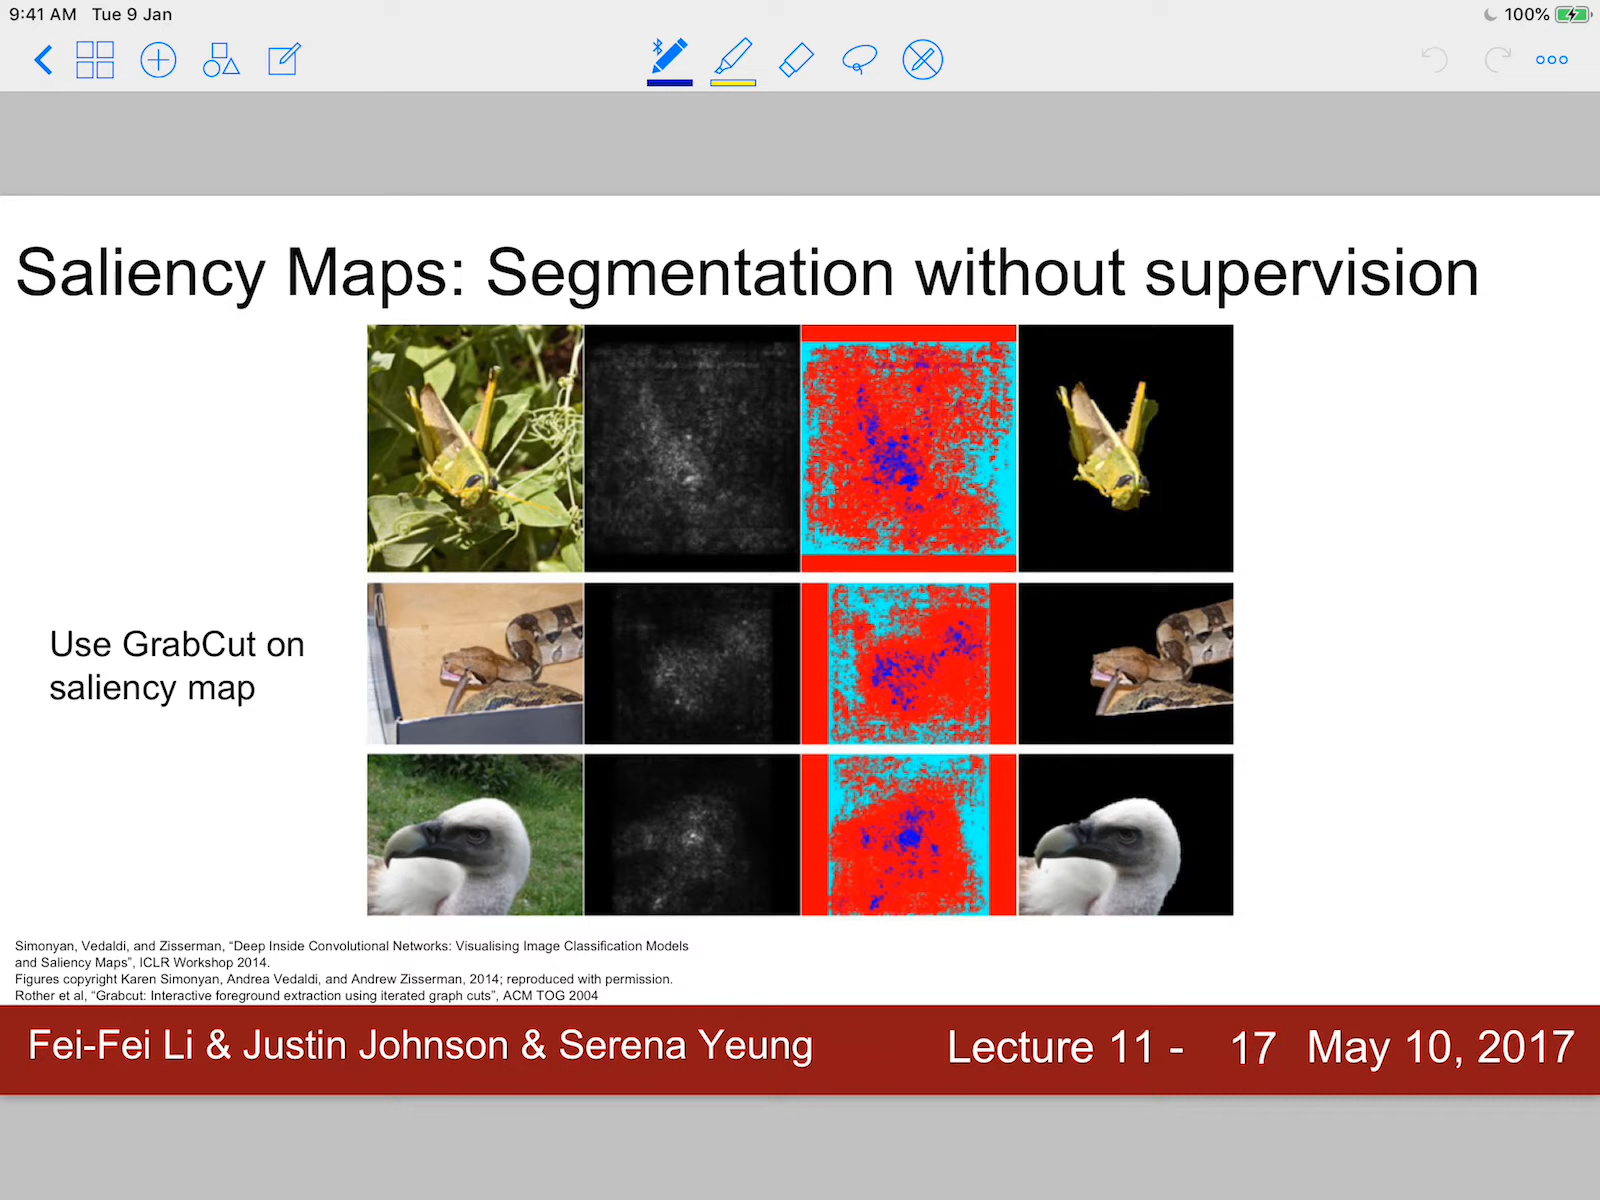 9:41 AM Tue 9 Jan
100%
Saliency Maps: Segmentation without supervision
Use GrabCut on
saliency map
Simonyan, Vedaldi, and Zisserman, “Deep Inside Convolutional Networks: Visualising Image Classification Models
and Saliency Maps”, ICLR Workshop 2014.
Figures copyright Karen Simonyan, Andrea Vedaldi, and Andrew Zisserman, 2014; reproduced with permission.
Rother et al, “Grabcut: Interactive foreground extraction using iterated graph cuts”, ACM TOG 2004
Fei-Fei Li & Justin Johnson & Serena Yeung Lecture 11 - 17 May 10, 2017